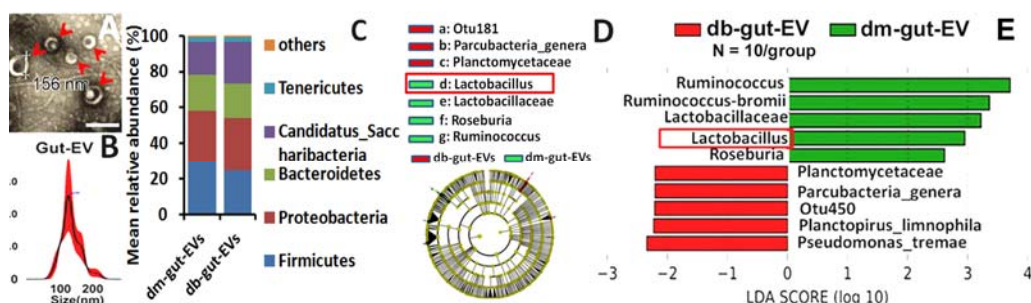 A
156 nm
B
Gut-EV
100
200
Size(nm)
C
Mean relative abundance (%)
100
80
60
40
20
0
dm-gut-EVs
db-gut-EVs
others
Tenericutes
Candidatus_Sacc
haribacteria
Bacteroidetes
Proteobacteria
Firmicutes
D
a: Otu181
b: Parcubacteria_genera
c: Planctomycetaceae
d: Lactobacillus
e: Lactobacillaceae
f: Roseburia
g: Ruminococcus
db-gut-EVs
dm-gut-EVs
E
db-gut-EV
dm-gut-EV
N = 10/group
Ruminococcus
Ruminococcus-bromii
Lactobacillaceae
Lactobacillus
Roseburia
Planctomycetaceae
Parcubacteria_genera
Otu450
Planctopirus_limnophila
Pseudomonas_tremae
−3
−2
−1
0
1
2
3
4
LDA SCORE (log 10)